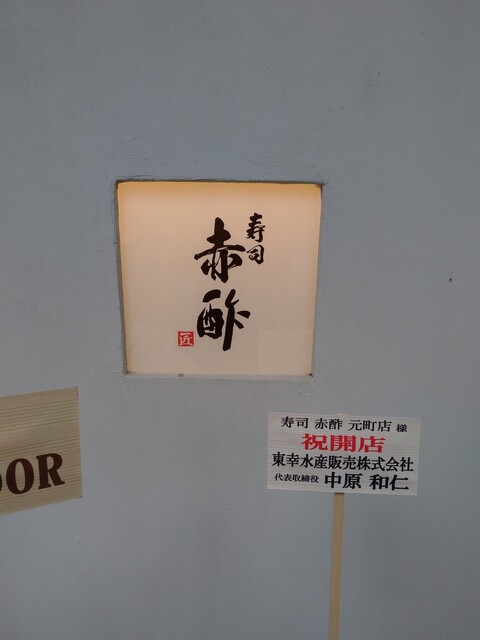 寿司
赤酢
匠
OOR
寿司 赤酢 元町店 様
祝開店
東幸水産販売株式会社
代表取締役 中原 和仁